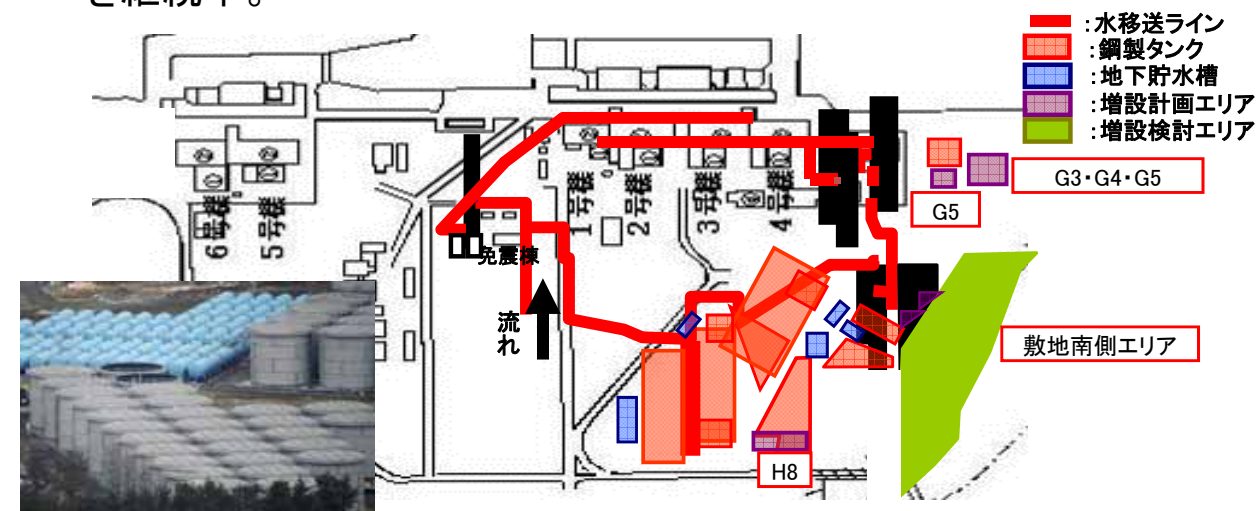 を継続中。
:水移送ライン
:鋼製タンク
:地下貯水槽
:増設計画エリア
:増設検討エリア
G3・G4・G5
G5
6号機
5号機
1号機
2号機
3号機
4号機
免震棟
流れ
敷地南側エリア
H8